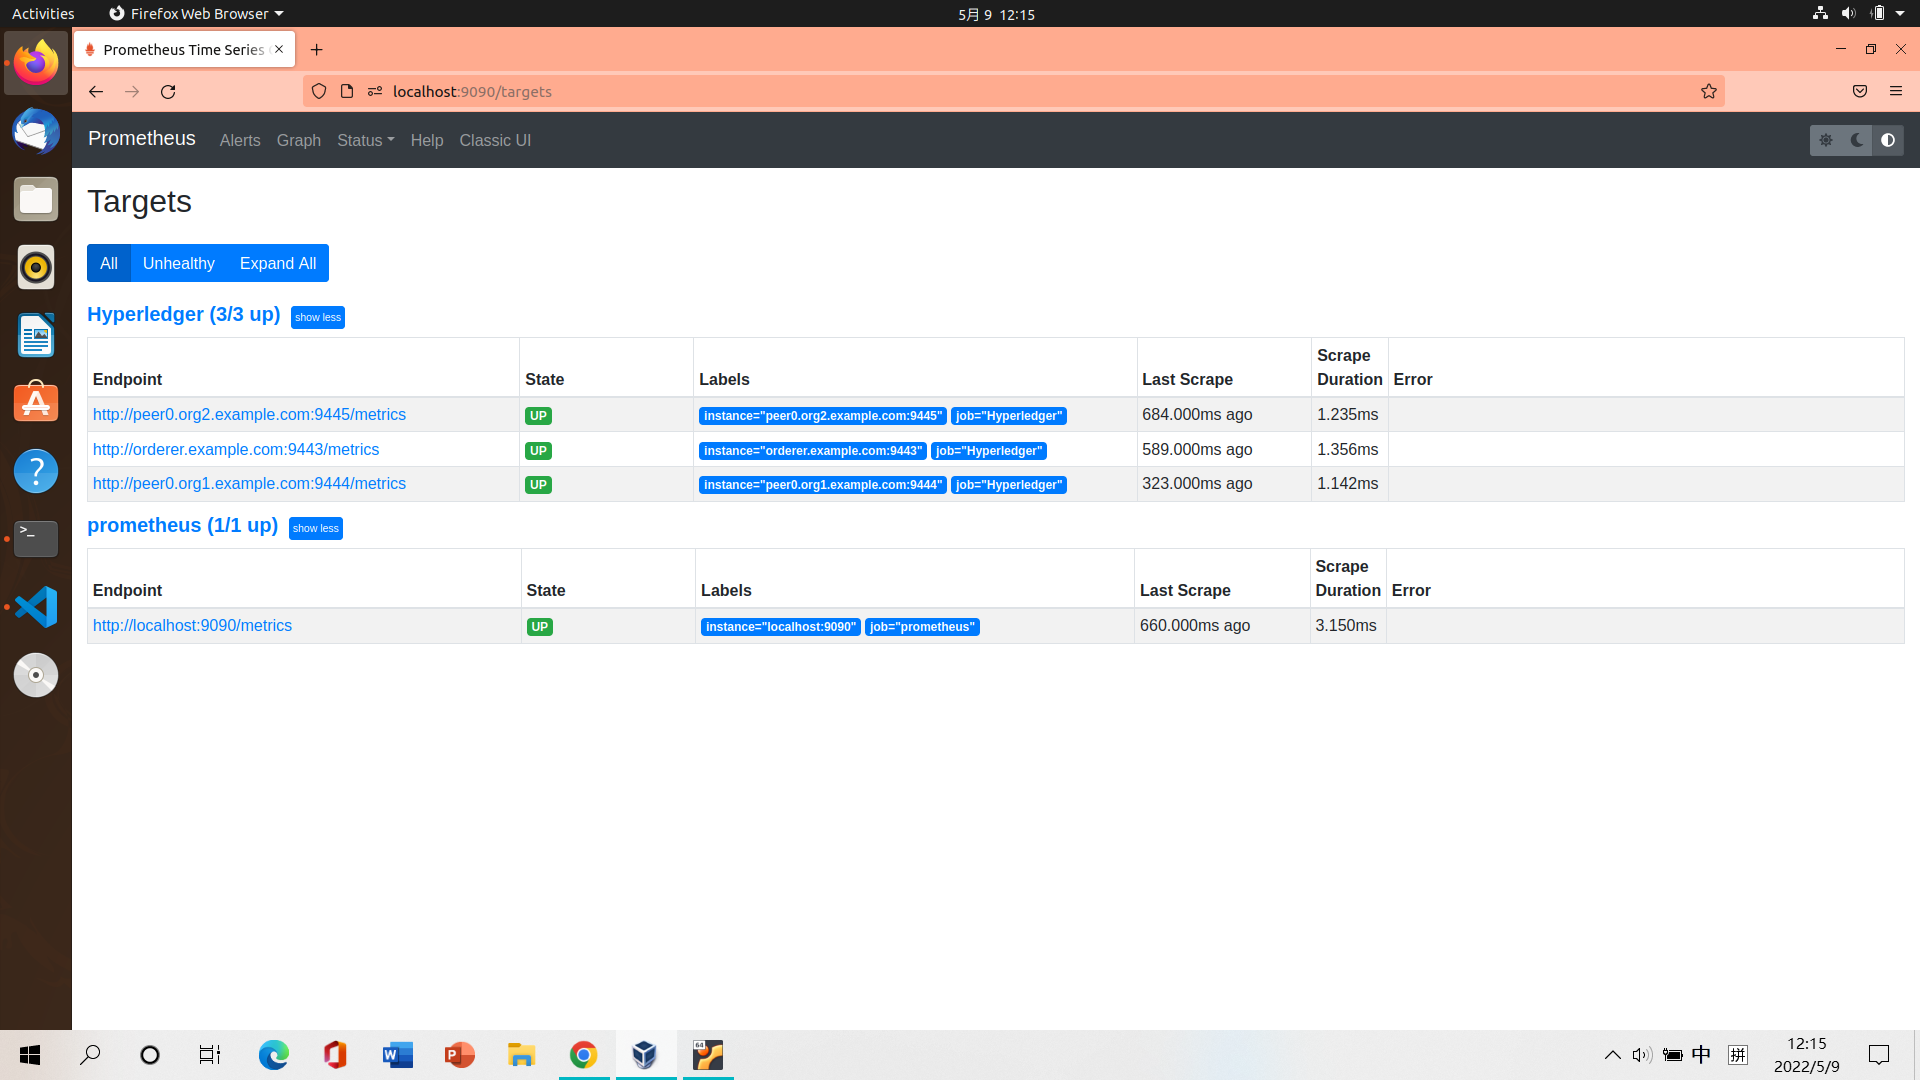 Activities
Firefox Web Browser
5月 9 12:15
Prometheus Time Series
localhost:9090/targets
Prometheus
Alerts
Graph
Status
Help
Classic UI
Targets
All
Unhealthy
Expand All
Hyperledger (3/3 up)
show less
Endpoint
State
Labels
Last Scrape
Scrape
Duration
Error
http://peer0.org2.example.com:9445/metrics
UP
instance="peer0.org2.example.com:9445"
job="Hyperledger"
684.000ms ago
1.235ms
http://orderer.example.com:9443/metrics
UP
instance="orderer.example.com:9443"
job="Hyperledger"
589.000ms ago
1.356ms
http://peer0.org1.example.com:9444/metrics
UP
instance="peer0.org1.example.com:9444"
job="Hyperledger"
323.000ms ago
1.142ms
prometheus (1/1 up)
show less
Endpoint
State
Labels
Last Scrape
Scrape
Duration
Error
http://localhost:9090/metrics
UP
instance="localhost:9090"
job="prometheus"
660.000ms ago
3.150ms
64
中
拼
12:15
2022/5/9